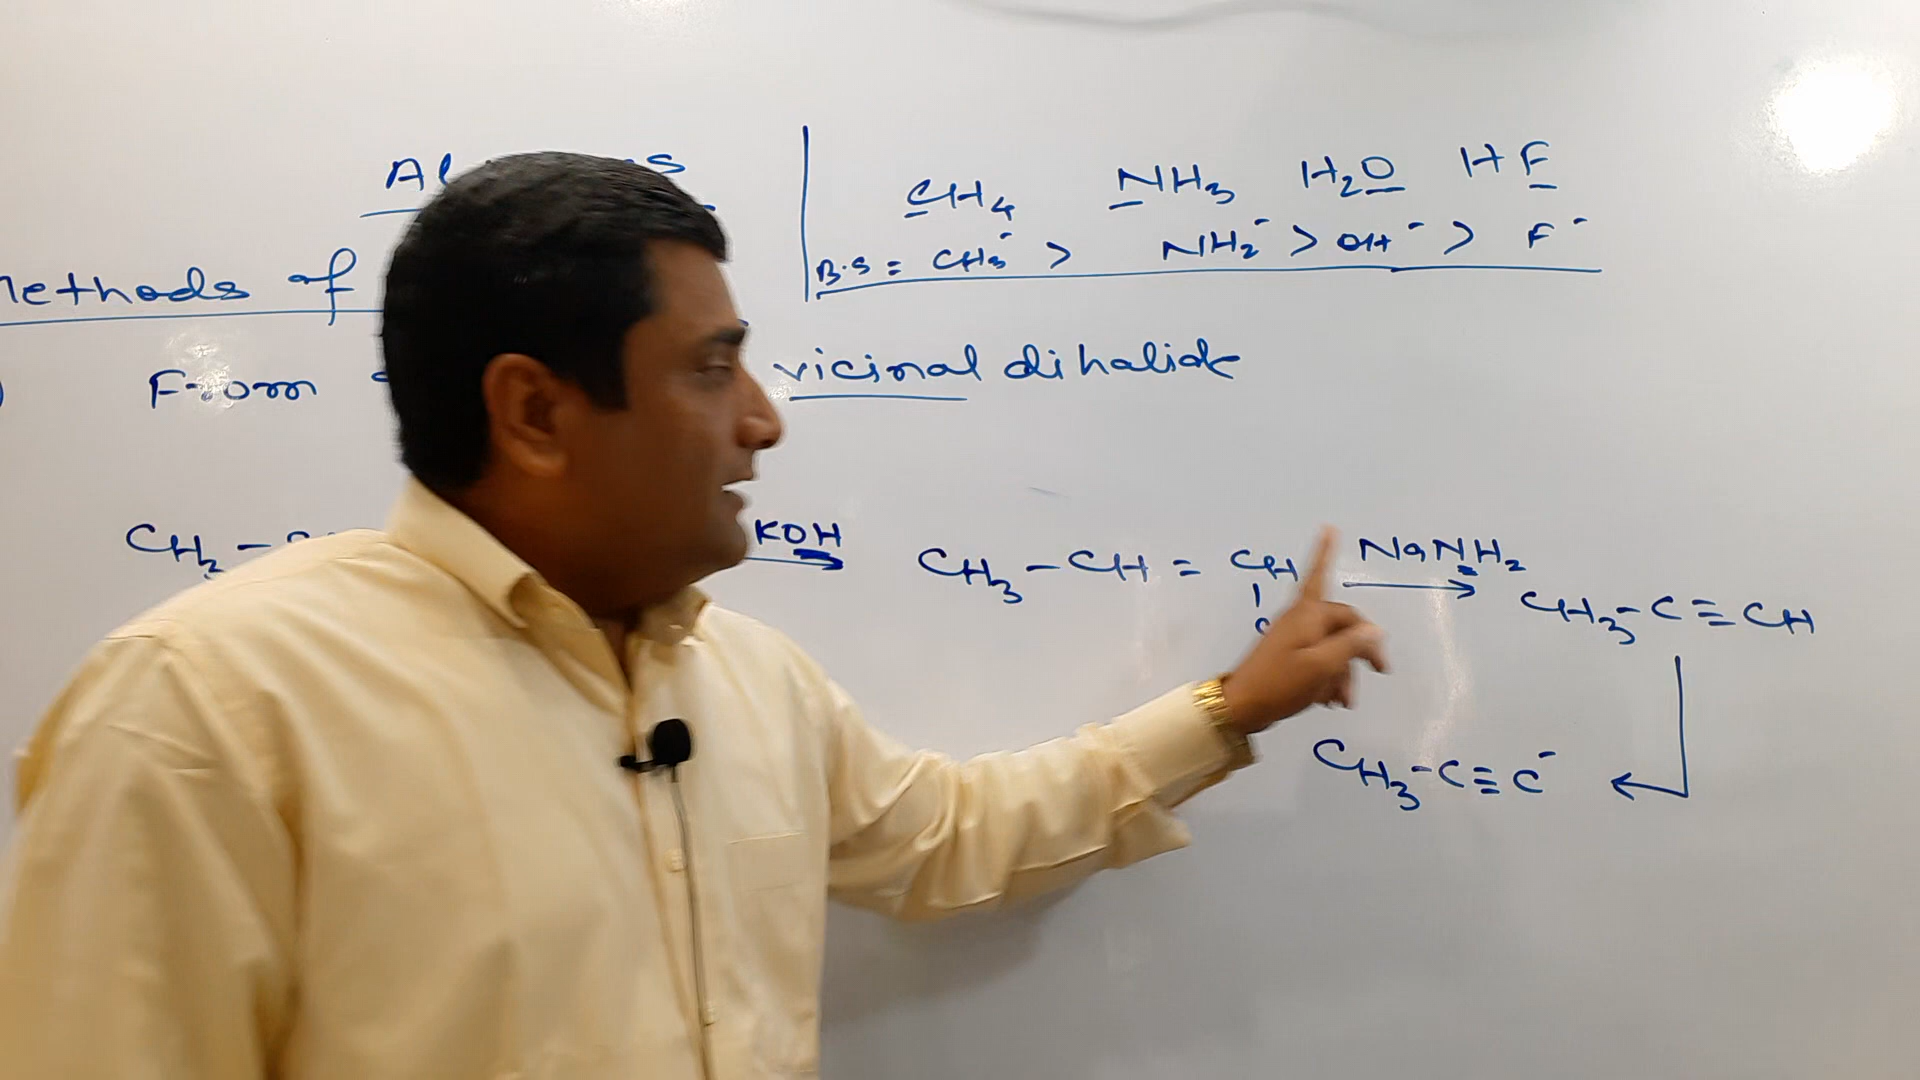 CH4 NH3 H2O HF
B.S = CH3⁻ > NH2⁻ > OH⁻ > F⁻
Methods of
From vicinal dihalide
CH3 - KOH → CH3-CH=CH NaNH2 → CH3-C≡CH
CH3-C≡C⁻ ←